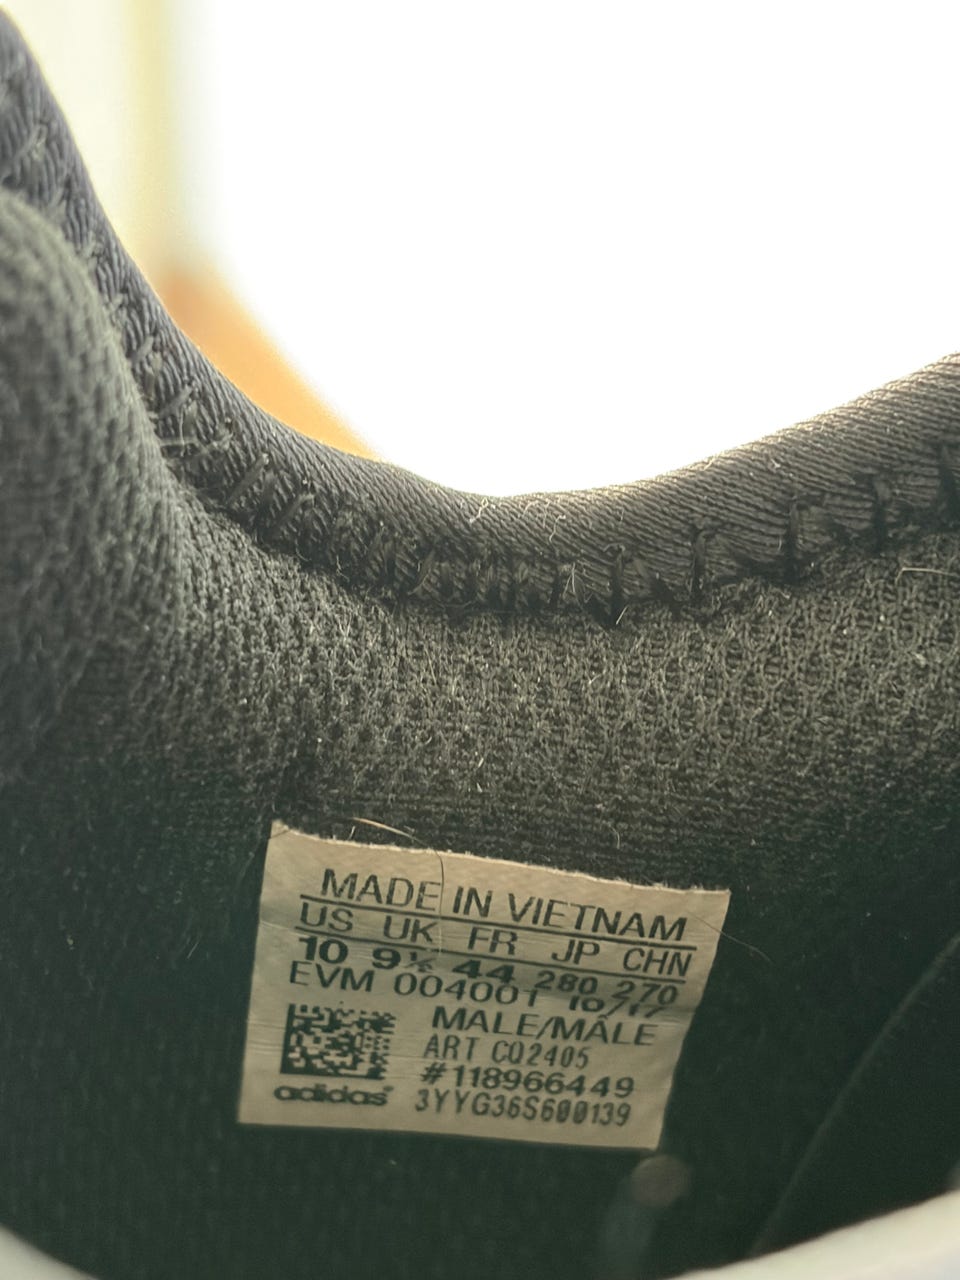 MADE IN VIETNAM
US UK FR JP CHN
10 9½ 44 280 270
EVM 004001 10/17
MALE/MÂLE
ART CQ2405
#118966449
adidas®
3YYG36S600139